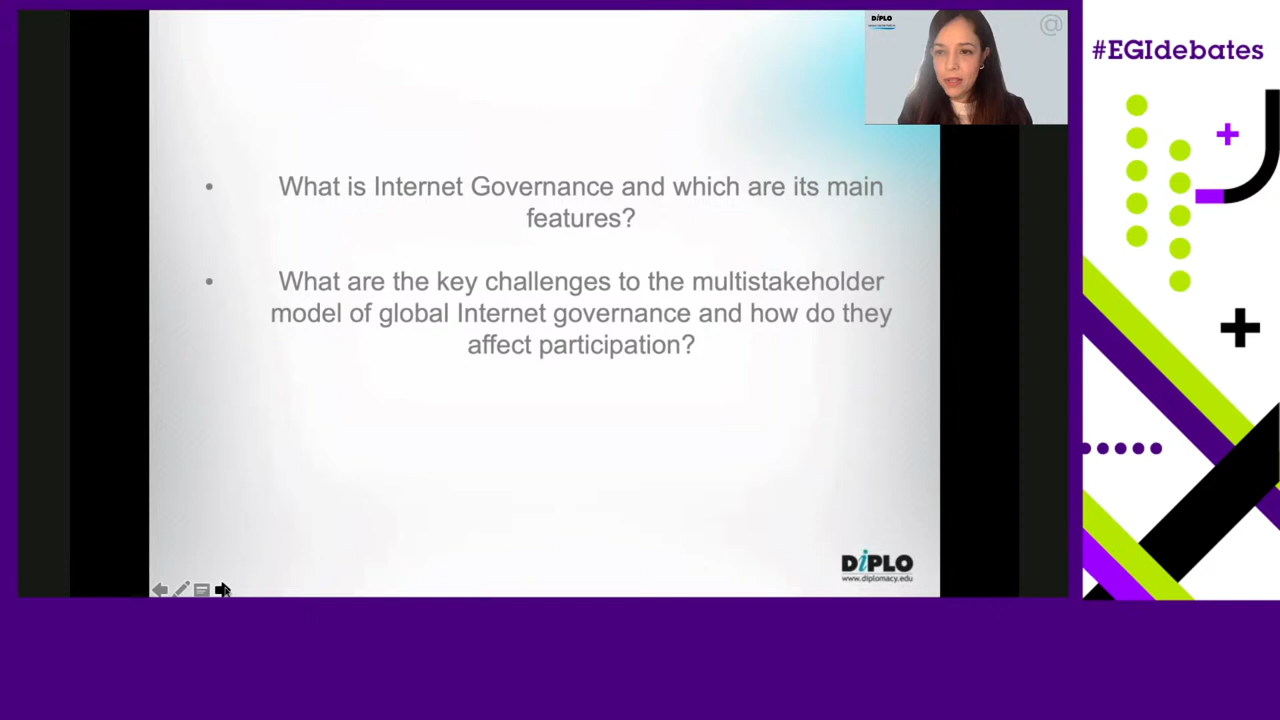 DiPLO
@
#EGIdebates
• What is Internet Governance and which are its main
features?
• What are the key challenges to the multistakeholder
model of global Internet governance and how do they
affect participation?
DiPLO
www.diplomacy.edu